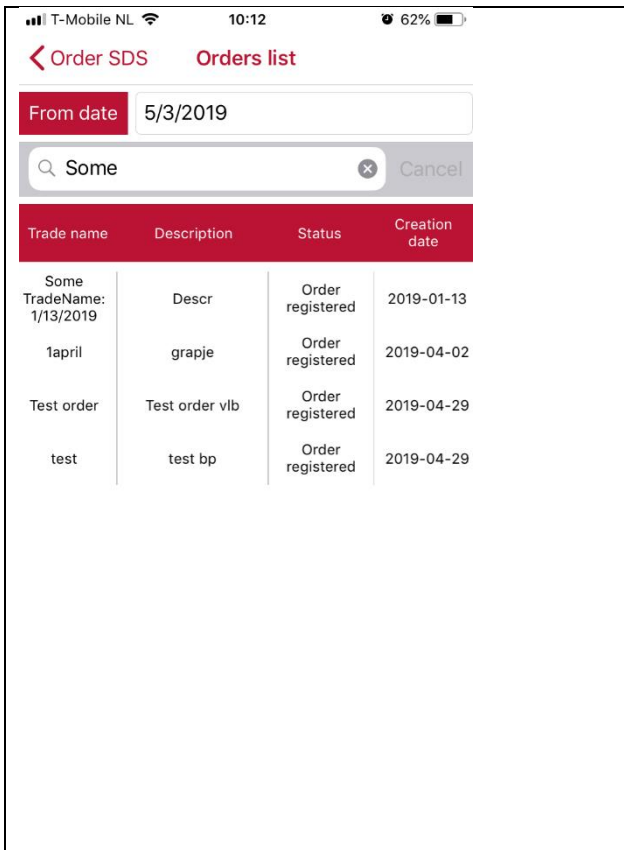 T-Mobile NL 10:12 62%
Order SDS Orders list
From date 5/3/2019
Some Cancel
Trade name Description Status Creation date
Some TradeName: 1/13/2019 Descr Order registered 2019-01-13
1april grapje Order registered 2019-04-02
Test order Test order vlb Order registered 2019-04-29
test test bp Order registered 2019-04-29